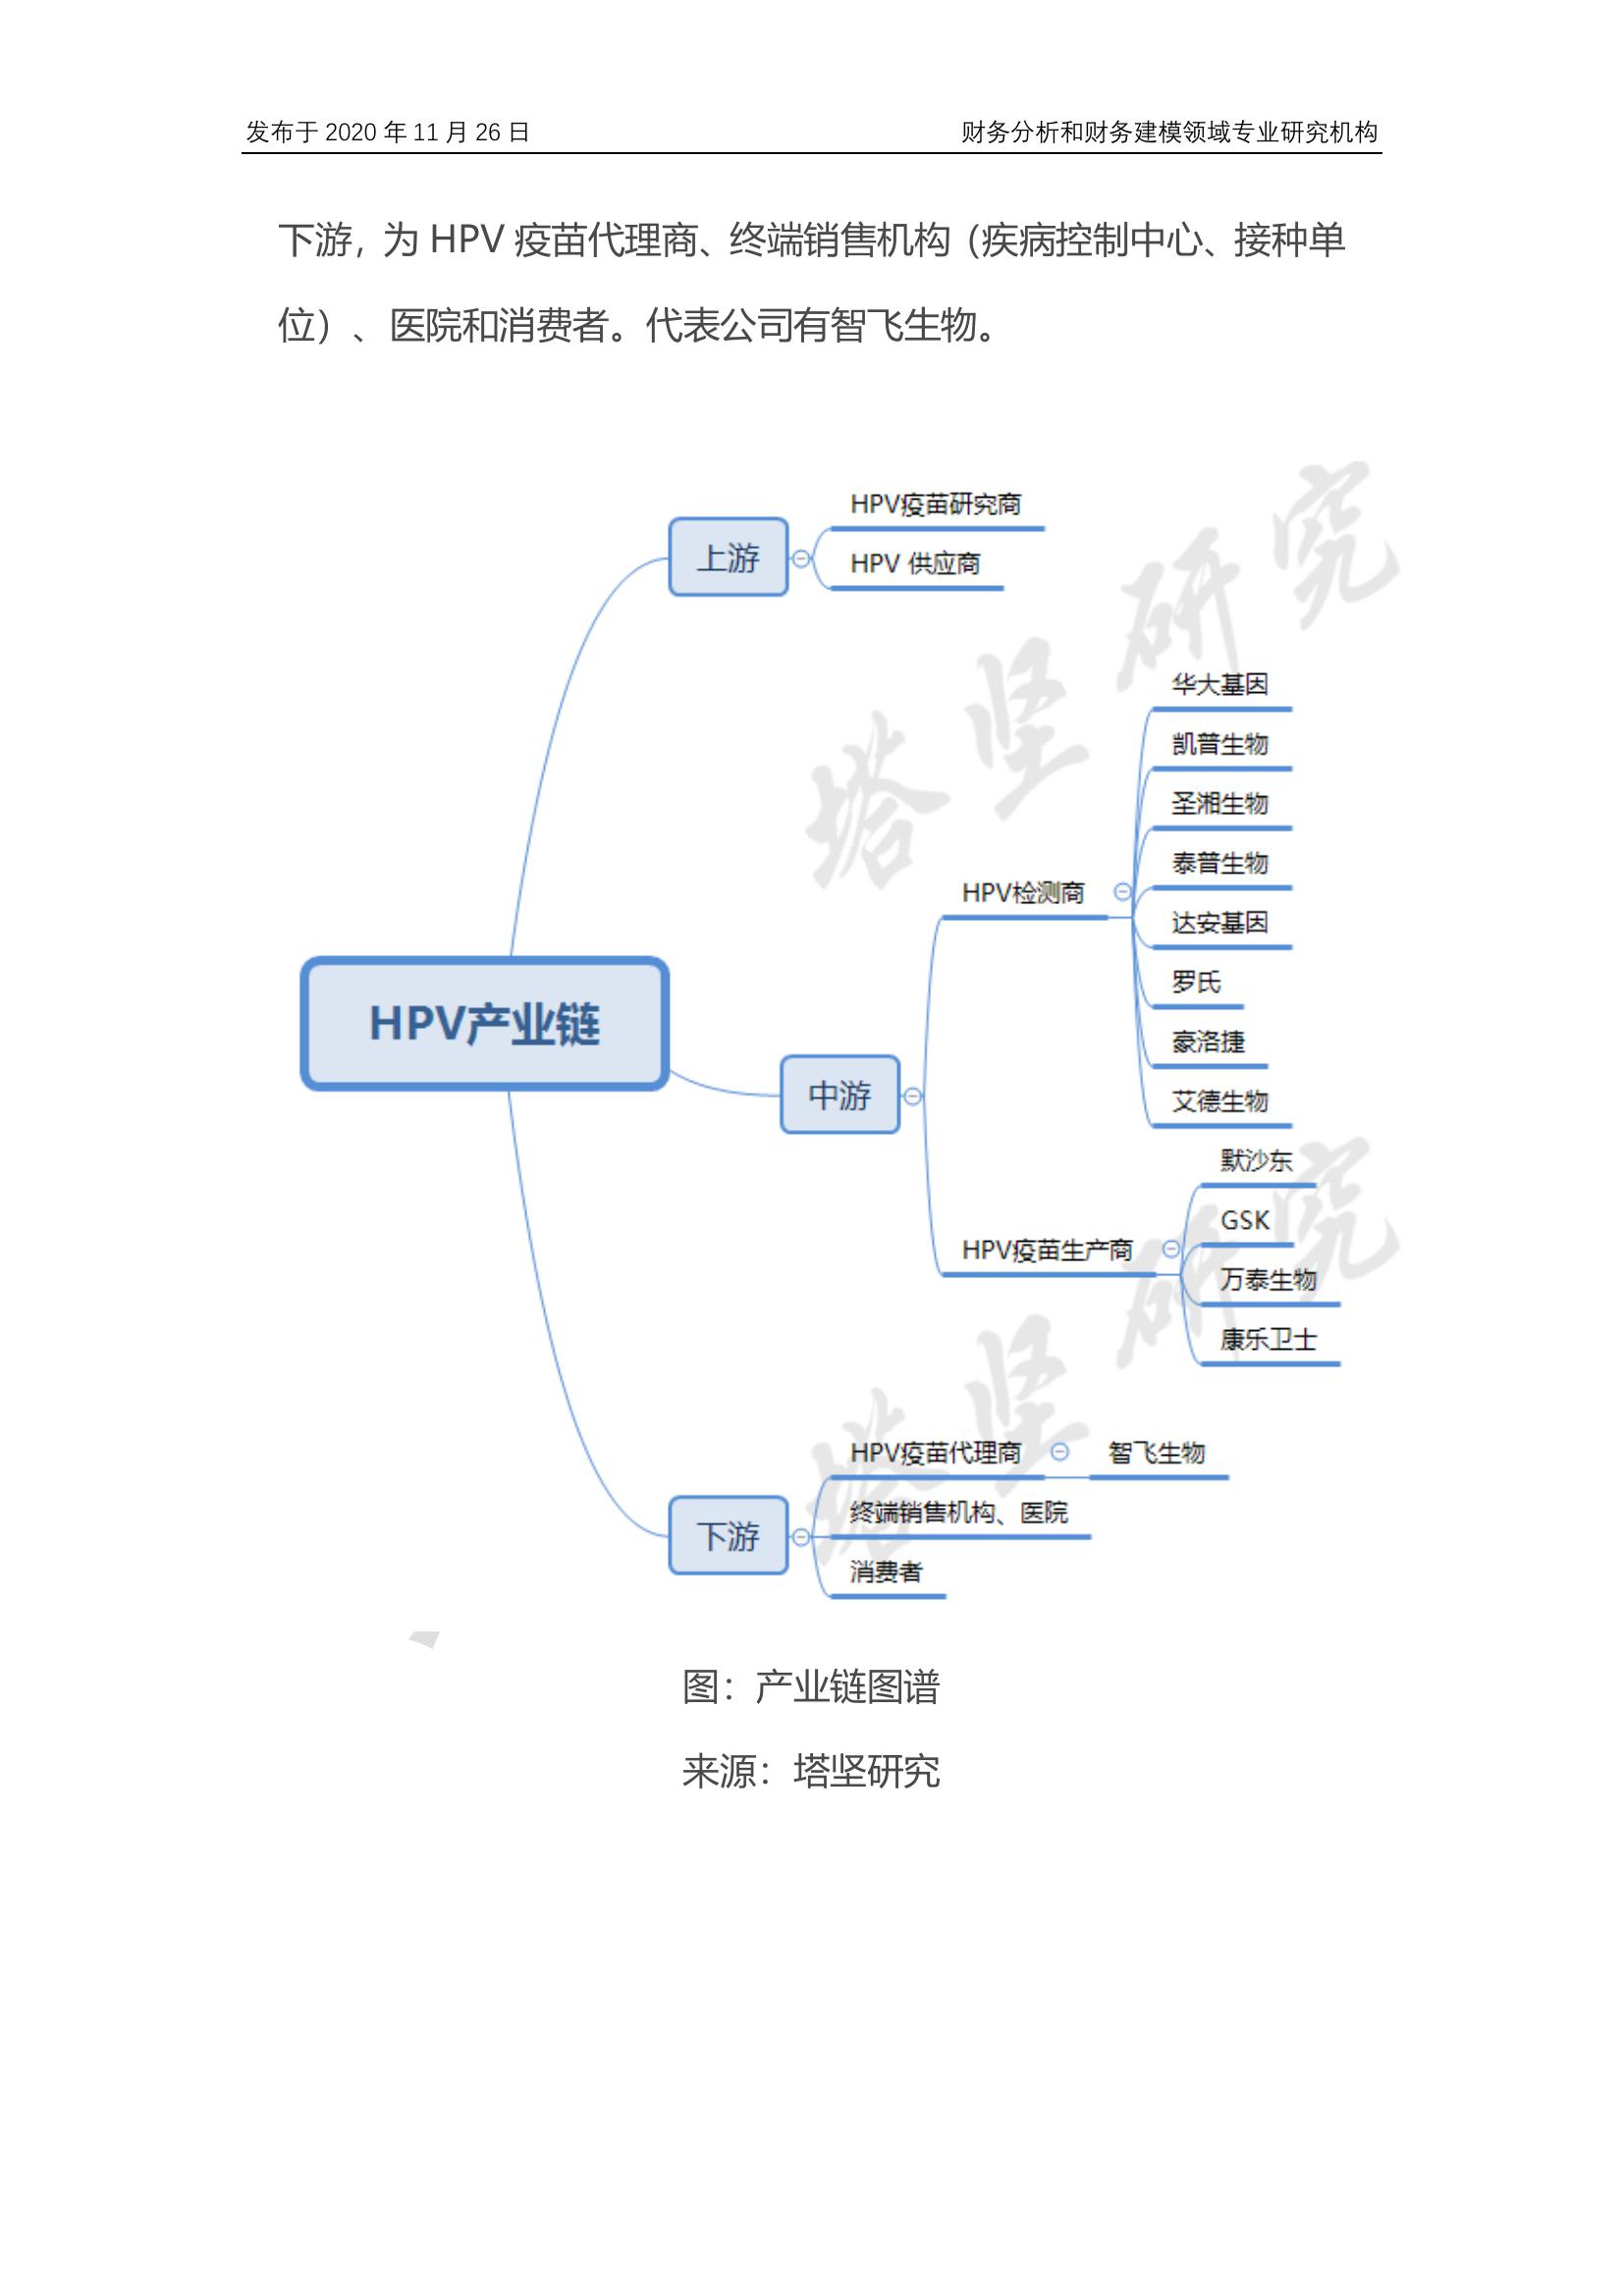 发布于 2020 年 11 月 26 日
财务分析和财务建模领域专业研究机构
下游，为 HPV 疫苗代理商、终端销售机构（疾病控制中心、接种单
位）、医院和消费者。代表公司有智飞生物。
HPV产业链
上游
HPV疫苗研究商
HPV 供应商
中游
HPV检测商
华大基因
凯普生物
圣湘生物
泰普生物
达安基因
罗氏
豪洛捷
艾德生物
HPV疫苗生产商
默沙东
GSK
万泰生物
康乐卫士
下游
HPV疫苗代理商
智飞生物
终端销售机构、医院
消费者
塔坚研究
塔坚研究
图：产业链图谱
来源：塔坚研究